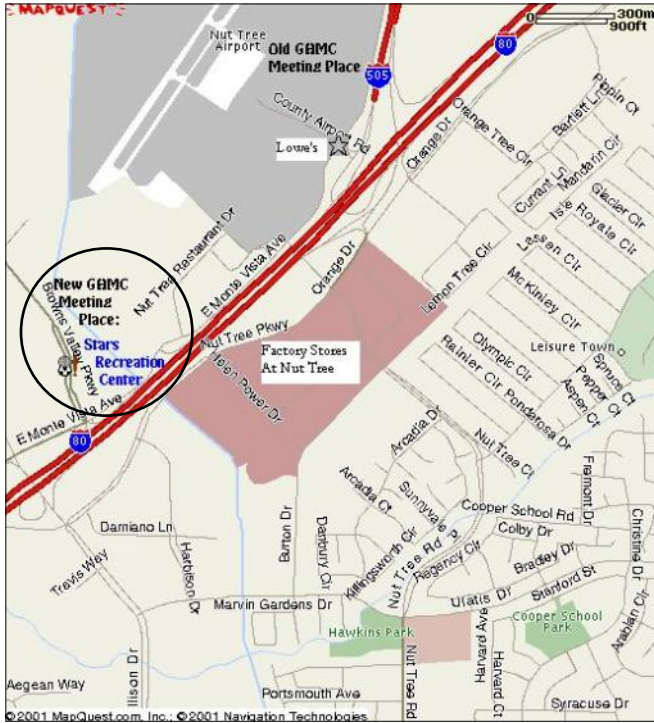 MAPQUEST
0 300m
900ft
Nut Tree
Airport
Old GHMC
Meeting Place
505
80
County Airport Rd
Lowe's
Orange Dr
Orange Tree Cir
Pippin Ct
Bartlett Ln
Mandarin Cir
Currant Ln
Glacier Cir
Isle Royale Cir
Lassen Cir
Nut Tree Restaurant Dr
E Monte Vista Ave
Orange Dr
Lemon Tree Cir
McKinley Cir
New GHMC
Meeting
Place:
Stars
Recreation
Center
Browns Valley Pkwy
Nut Tree Pkwy
Factory Stores
At Nut Tree
Helen Power Dr
Olympic Cir
Rainier Cir
Leisure Town
Spruce Ct
Pepper Ct
Aspen Ct
Ponderosa Dr
E Monte Vista Ave
80
Arcadia Dr
Nut Tree Ct
Arcadia Ct
Sunnyvale
Fremont Dr
Cooper School Rd
Colby Dr
Christine Dr
Damiano Ln
Harbison Dr
Burton Dr
Danbury Cir
Killingsworth Cir
Nut Tree Rd
Regency Cir
Bradley Dr
Stanford St
Travis Way
Marvin Gardens Dr
Ulatis Dr
Hawkins Park
Harvard Ave
Harvard Ct
Cooper School
Park
Arabian Cir
Aegean Way
llison Dr
Nut Tree Rd
Portsmouth Ave
Syracuse Dr
©2001 MapQuest.com, Inc.; ©2001 Navigation Technologies